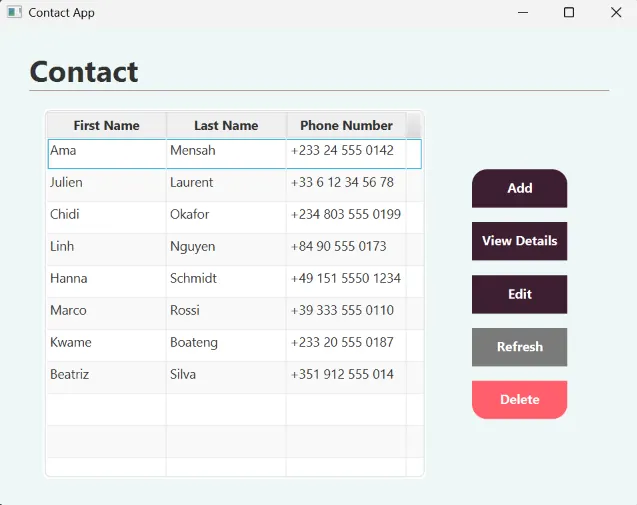 Contact App
Contact
First Name Last Name Phone Number
Ama Mensah +233 24 555 0142
Julien Laurent +33 6 12 34 56 78
Chidi Okafor +234 803 555 0199
Linh Nguyen +84 90 555 0173
Hanna Schmidt +49 151 5550 1234
Marco Rossi +39 333 555 0110
Kwame Boateng +233 20 555 0187
Beatriz Silva +351 912 555 014
Add
View Details
Edit
Refresh
Delete